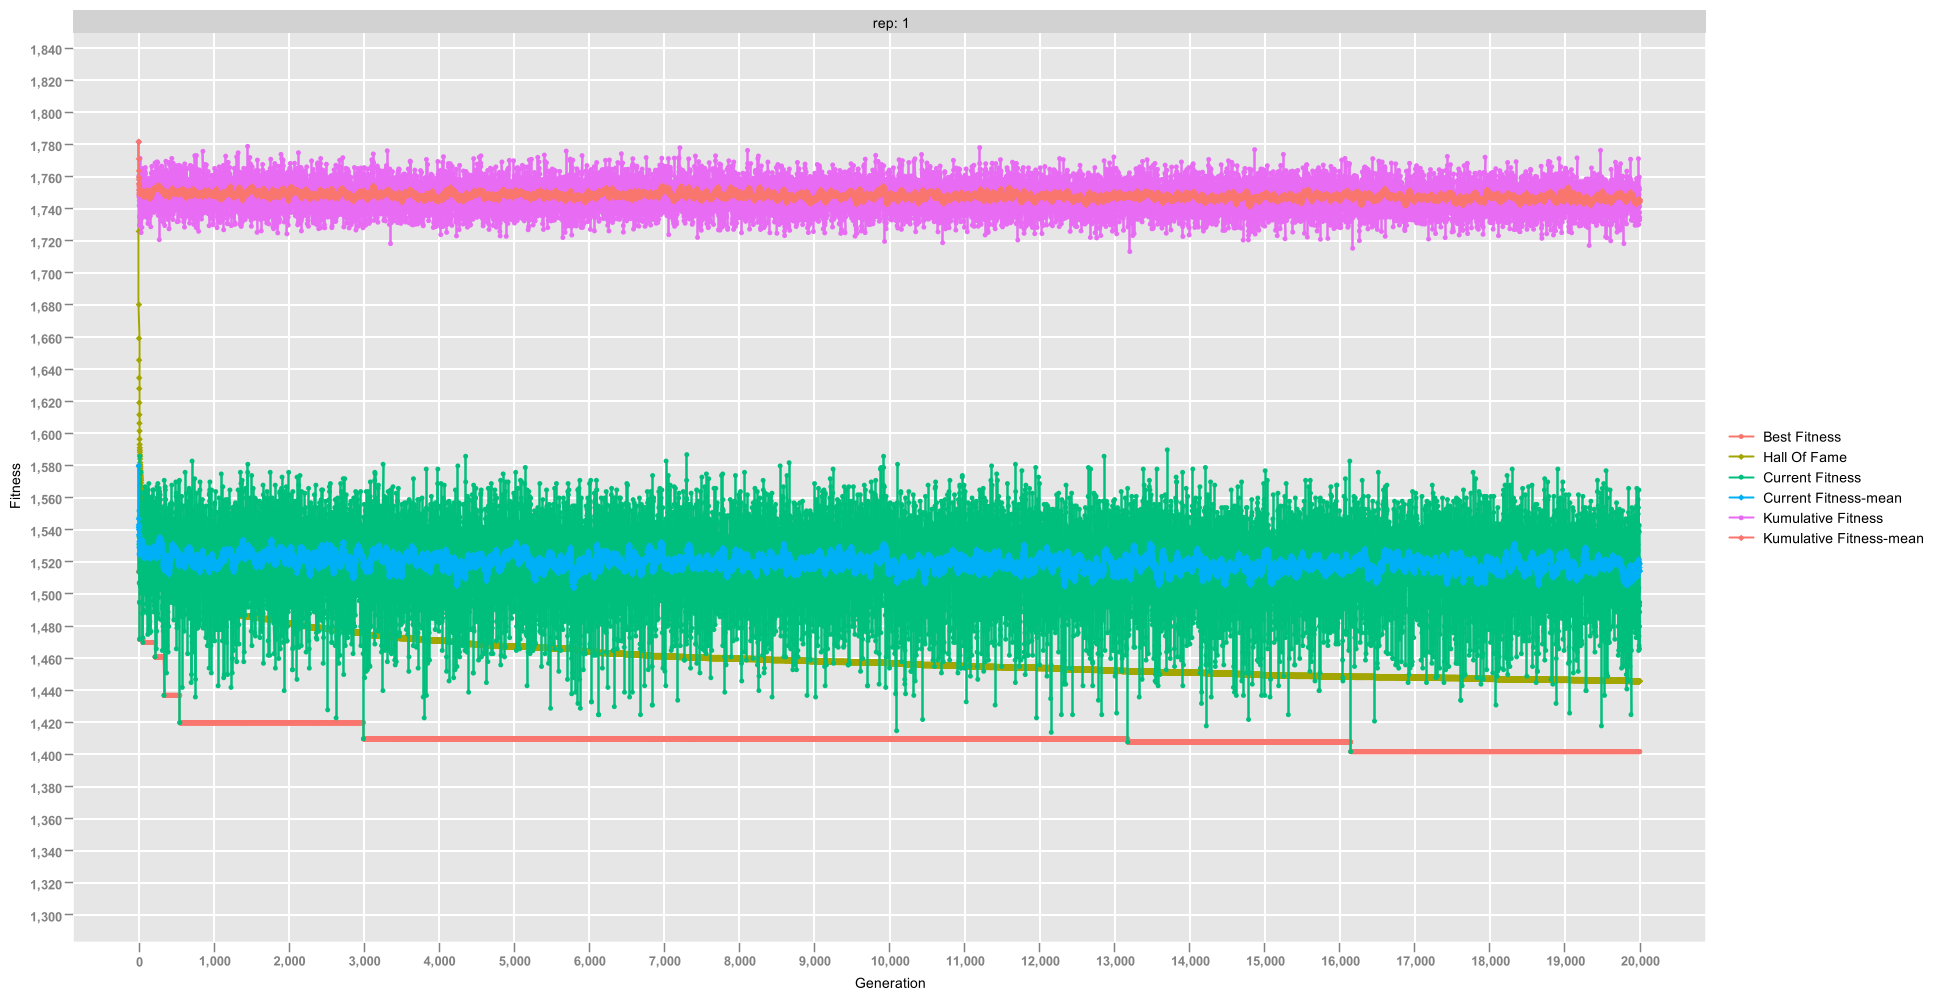 rep: 1
1,840
1,820
1,800
1,780
1,760
1,740
1,720
1,700
1,680
1,660
1,640
1,620
1,600
1,580
1,560
1,540
1,520
1,500
1,480
1,460
1,440
1,420
1,400
1,380
1,360
1,340
1,320
1,300
Fitness
0 1,000 2,000 3,000 4,000 5,000 6,000 7,000 8,000 9,000 10,000 11,000 12,000 13,000 14,000 15,000 16,000 17,000 18,000 19,000 20,000
Generation
Best Fitness
Hall Of Fame
Current Fitness
Current Fitness-mean
Kumulative Fitness
Kumulative Fitness-mean